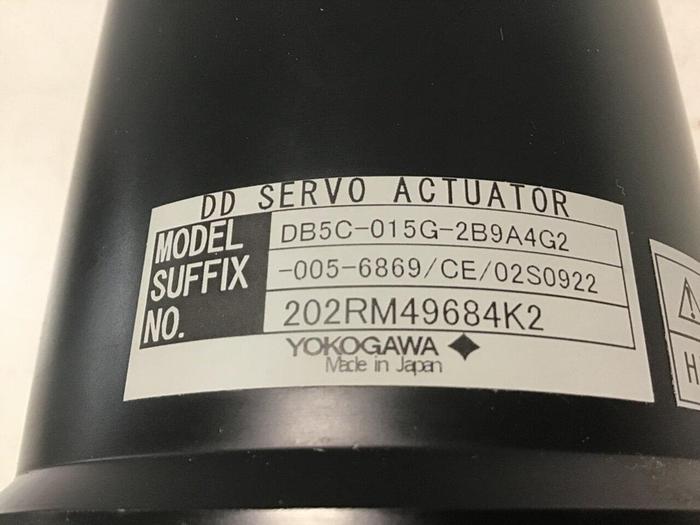 DD SERVO ACTUATOR
MODEL DB5C-015G-2B9A4G2
SUFFIX -005-6869/CE/02S0922
NO. 202RM49684K2
YOKOGAWA
Made in Japan
H